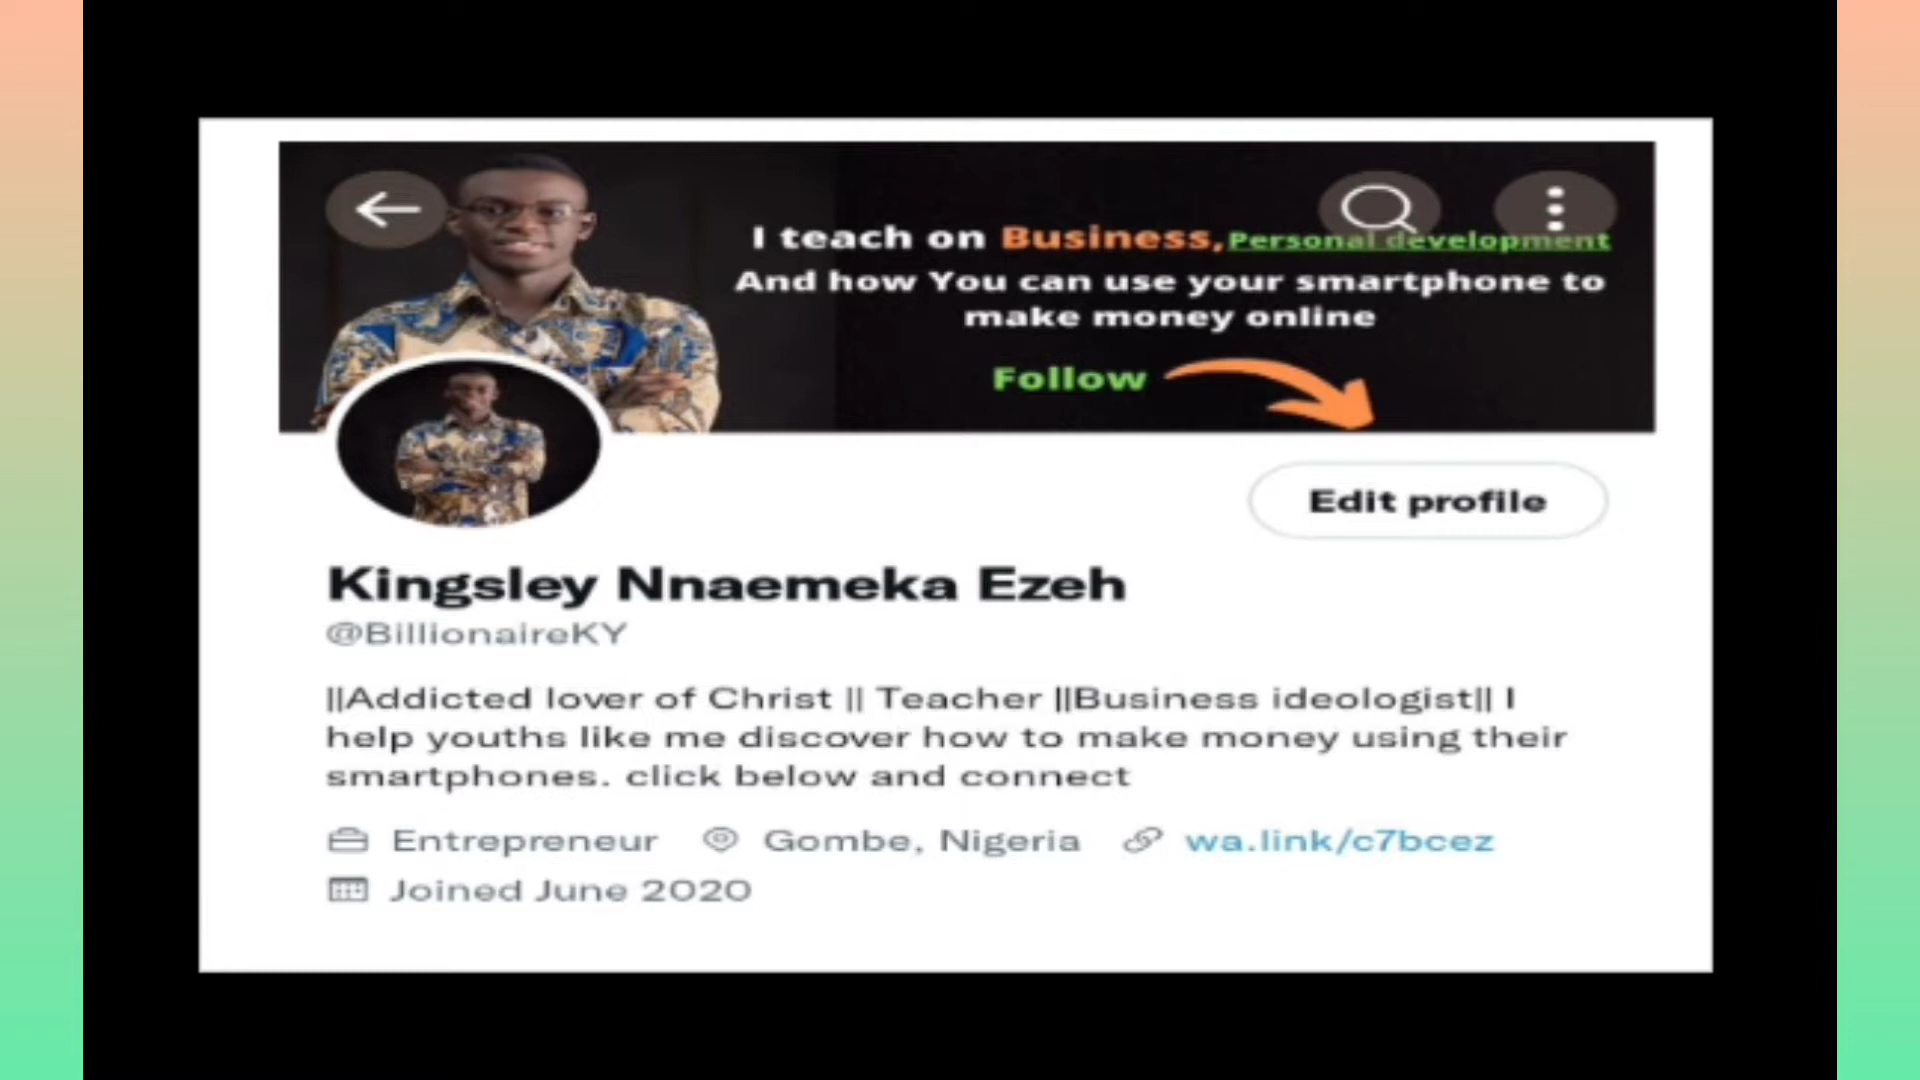 I teach on Business,Personal development
And how You can use your smartphone to
make money online
Follow
Edit profile
Kingsley Nnaemeka Ezeh
@BillionaireKY
||Addicted lover of Christ || Teacher ||Business ideologist|| I
help youths like me discover how to make money using their
smartphones. click below and connect
Entrepreneur Gombe, Nigeria wa.link/c7bcez
Joined June 2020